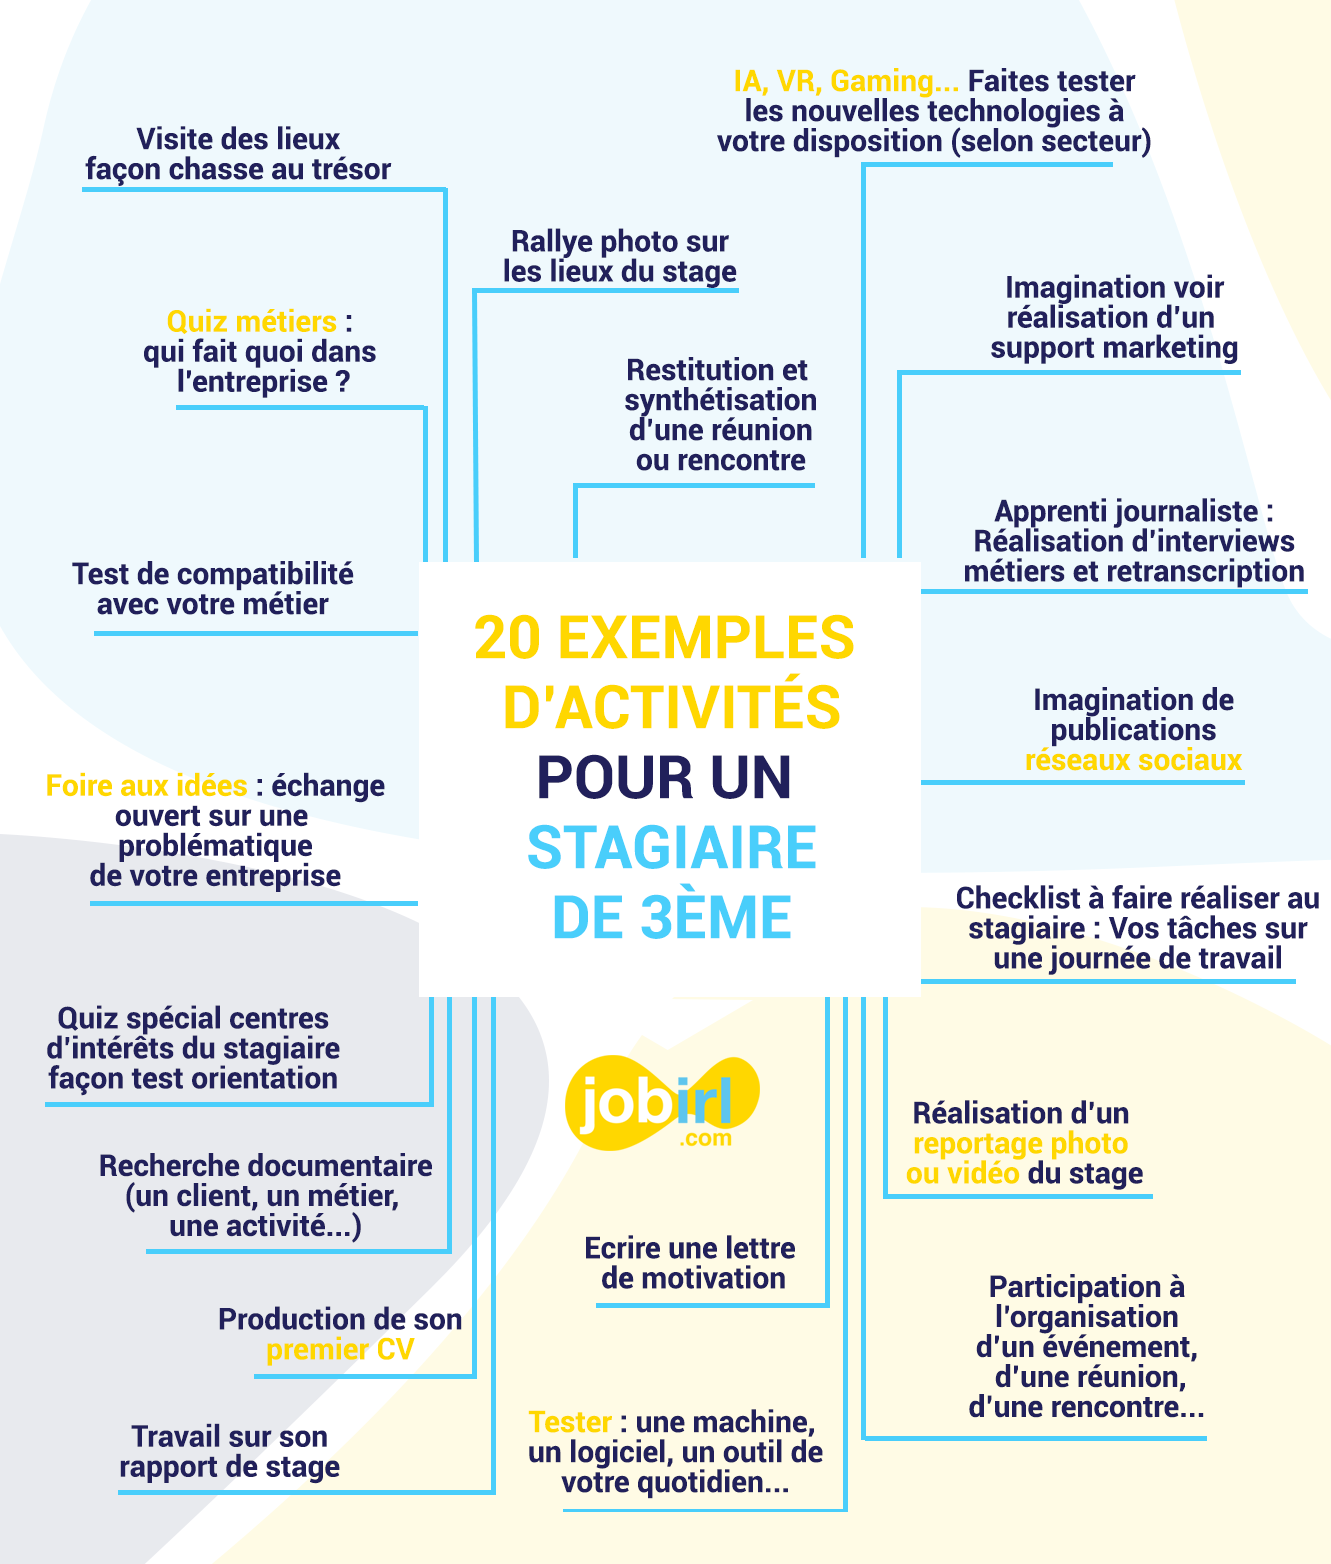 IA, VR, Gaming... Faites tester
les nouvelles technologies à
votre disposition (selon secteur)
Visite des lieux
façon chasse au trésor
Rallye photo sur
les lieux du stage
Imagination voir
réalisation d'un
support marketing
Quiz métiers :
qui fait quoi dans
l'entreprise ?
Restitution et
synthétisation
d'une réunion
ou rencontre
Apprenti journaliste :
Réalisation d'interviews
métiers et retranscription
Test de compatibilité
avec votre métier
20 EXEMPLES
D'ACTIVITÉS
POUR UN
STAGIAIRE
DE 3ÈME
Imagination de
publications
réseaux sociaux
Foire aux idées : échange
ouvert sur une
problématique
de votre entreprise
Checklist à faire réaliser au
stagiaire : Vos tâches sur
une journée de travail
Quiz spécial centres
d'intérêts du stagiaire
façon test orientation
jobirl
.com
Réalisation d'un
reportage photo
ou vidéo du stage
Recherche documentaire
(un client, un métier,
une activité...)
Ecrire une lettre
de motivation
Participation à
l'organisation
d'un événement,
d'une réunion,
d'une rencontre...
Production de son
premier CV
Tester : une machine,
un logiciel, un outil de
votre quotidien...
Travail sur son
rapport de stage